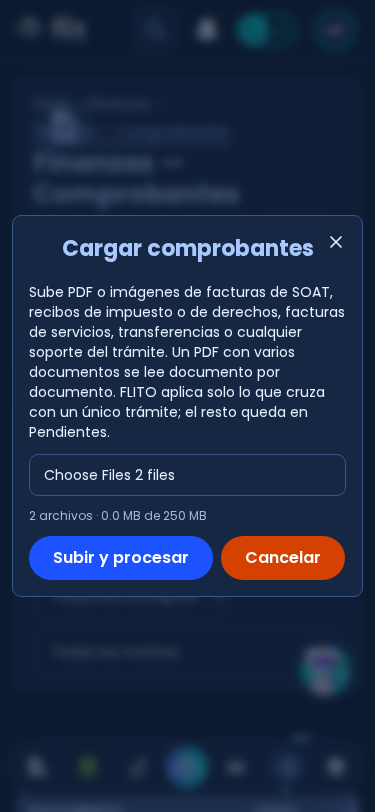 Finanzas —
Comprobantes
Cargar comprobantes
Sube PDF o imágenes de facturas de SOAT,
recibos de impuesto o de derechos, facturas
de servicios, transferencias o cualquier
soporte del trámite. Un PDF con varios
documentos se lee documento por
documento. FLITO aplica solo lo que cruza
con un único trámite; el resto queda en
Pendientes.
Choose Files 2 files
2 archivos · 0.0 MB de 250 MB
Subir y procesar
Cancelar